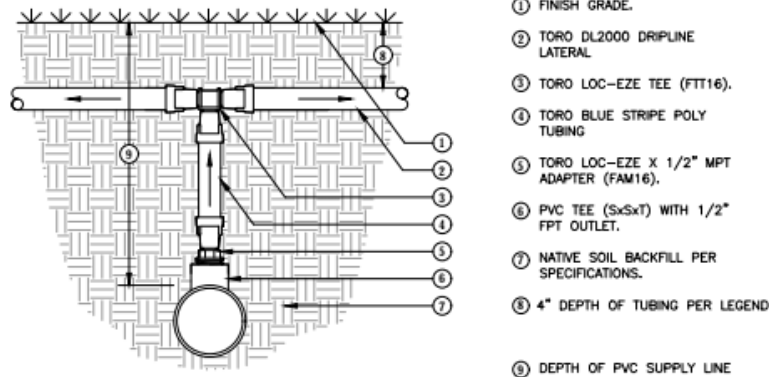 ① FINISH GRADE.
② TORO DL2000 DRIPLINE
LATERAL
③ TORO LOC-EZE TEE (FTT16).
④ TORO BLUE STRIPE POLY
TUBING
⑤ TORO LOC-EZE X 1/2" MPT
ADAPTER (FAM16).
⑥ PVC TEE (SxSxT) WITH 1/2"
FPT OUTLET.
⑦ NATIVE SOIL BACKFILL PER
SPECIFICATIONS.
⑧ 4" DEPTH OF TUBING PER LEGEND
⑨ DEPTH OF PVC SUPPLY LINE
⑧
⑨
①
②
③
④
⑤
⑥
⑦